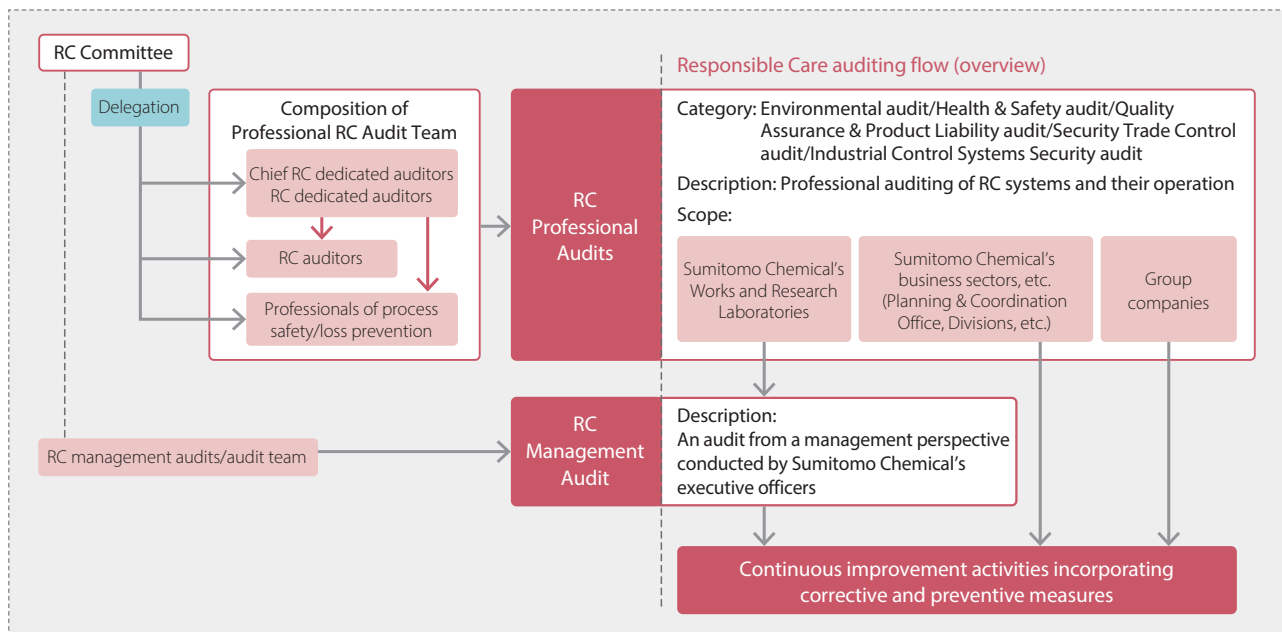 RC Committee
Delegation
Composition of
Professional RC Audit Team
Chief RC dedicated auditors
RC dedicated auditors
RC auditors
Professionals of process
safety/loss prevention
RC
Professional
Audits
Responsible Care auditing flow (overview)
Category: Environmental audit/Health & Safety audit/Quality
Assurance & Product Liability audit/Security Trade Control
audit/Industrial Control Systems Security audit
Description: Professional auditing of RC systems and their operation
Scope:
Sumitomo Chemical’s
Works and Research
Laboratories
Sumitomo Chemical’s
business sectors, etc.
(Planning & Coordination
Office, Divisions, etc.)
Group
companies
RC management audits/audit team
RC
Management
Audit
Description:
An audit from a management perspective
conducted by Sumitomo Chemical’s
executive officers
Continuous improvement activities incorporating
corrective and preventive measures